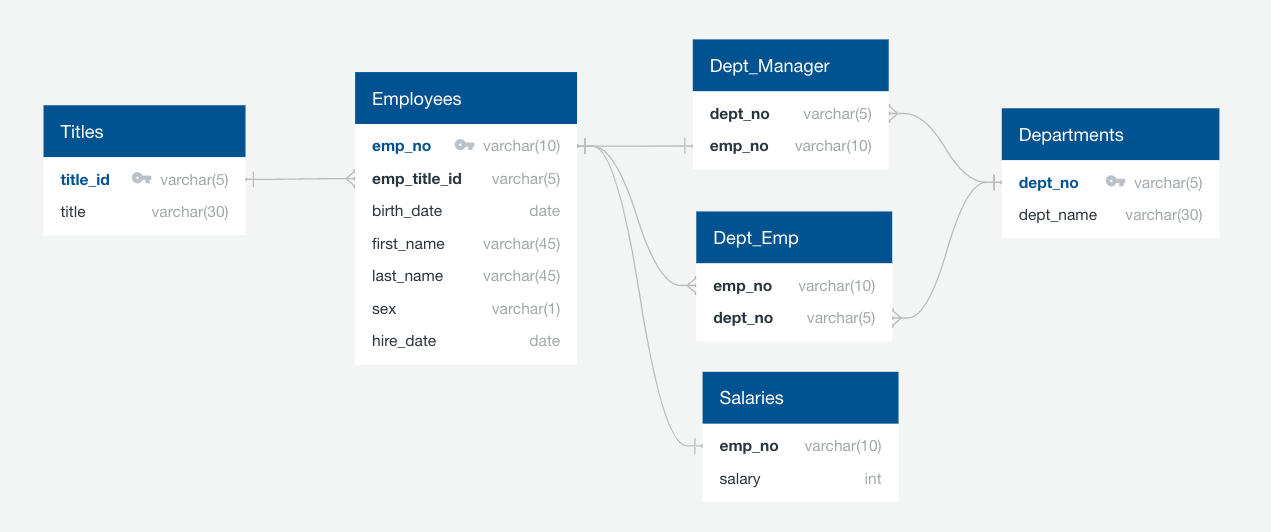 Titles
title_id varchar(5)
title varchar(30)
Employees
emp_no varchar(10)
emp_title_id varchar(5)
birth_date date
first_name varchar(45)
last_name varchar(45)
sex varchar(1)
hire_date date
Dept_Manager
dept_no varchar(5)
emp_no varchar(10)
Dept_Emp
emp_no varchar(10)
dept_no varchar(5)
Salaries
emp_no varchar(10)
salary int
Departments
dept_no varchar(5)
dept_name varchar(30)